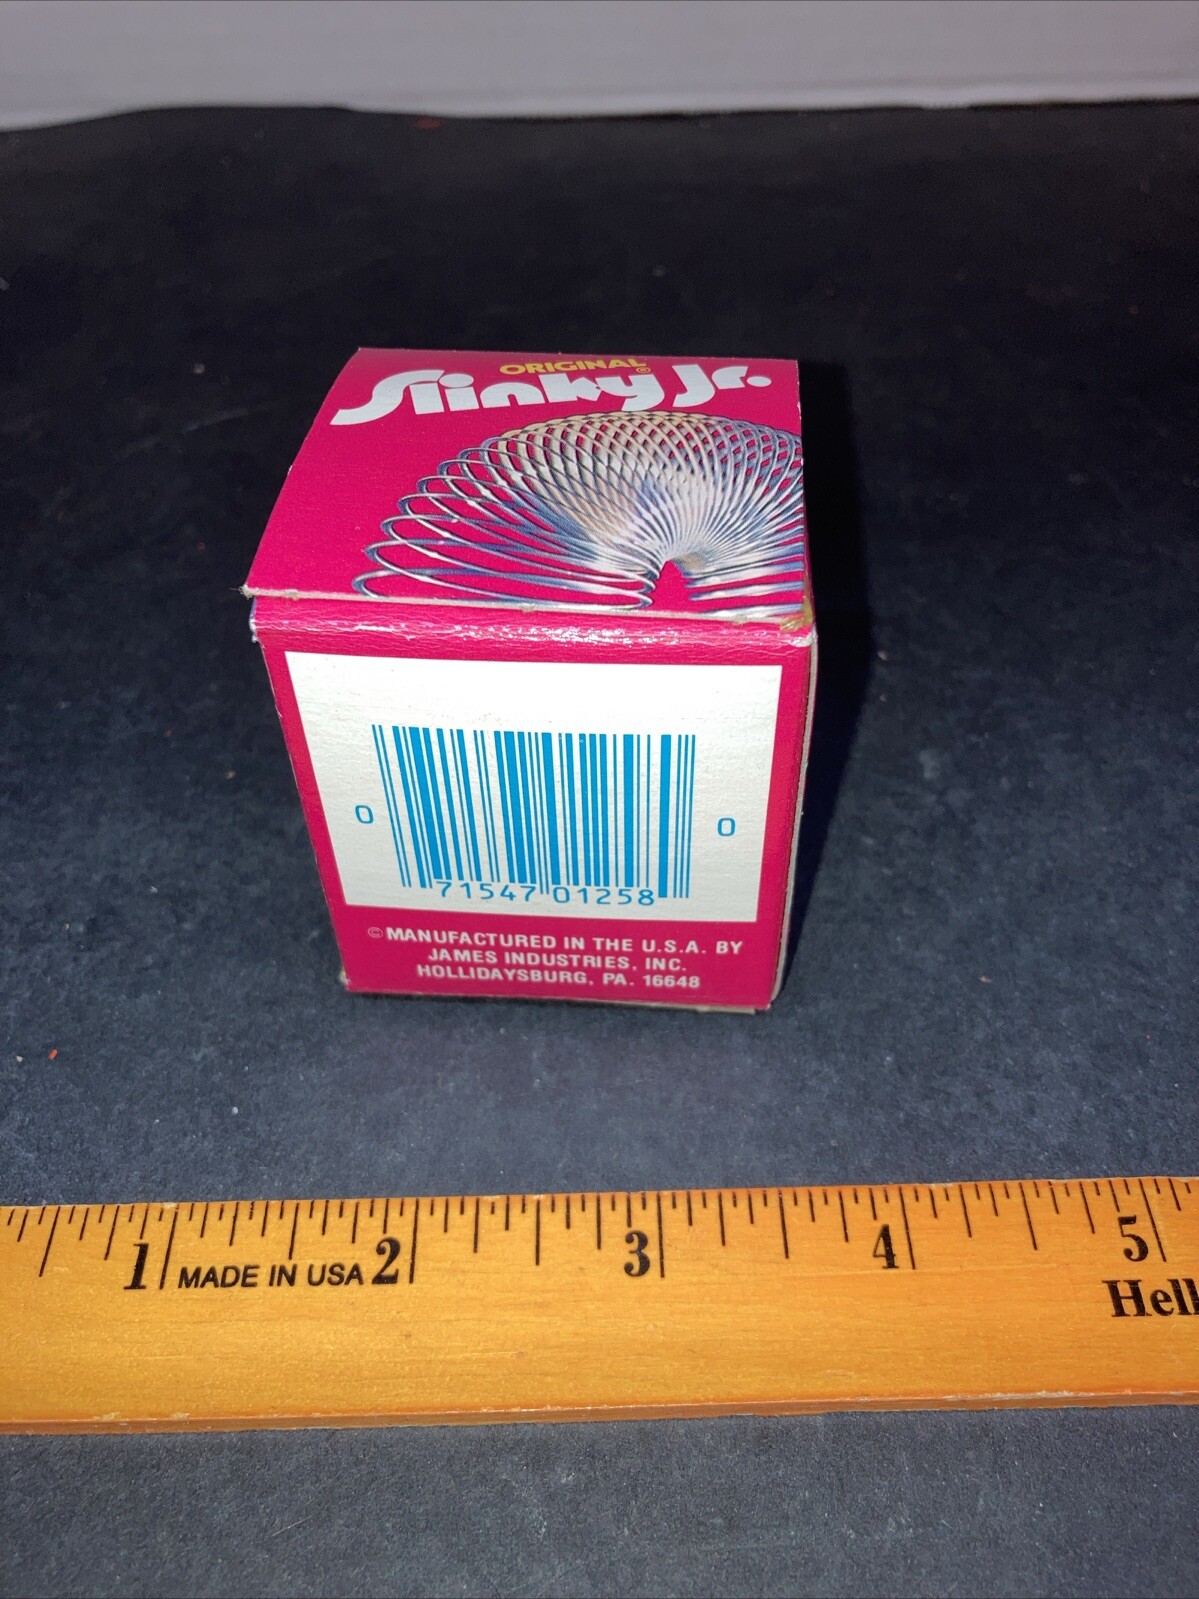 ORIGINAL
Slinky® Jr.
0 71547 01258 0
©MANUFACTURED IN THE U.S.A. BY
JAMES INDUSTRIES, INC.
HOLLIDAYSBURG, PA. 16648
1 MADE IN USA 2 3 4 5
Hell